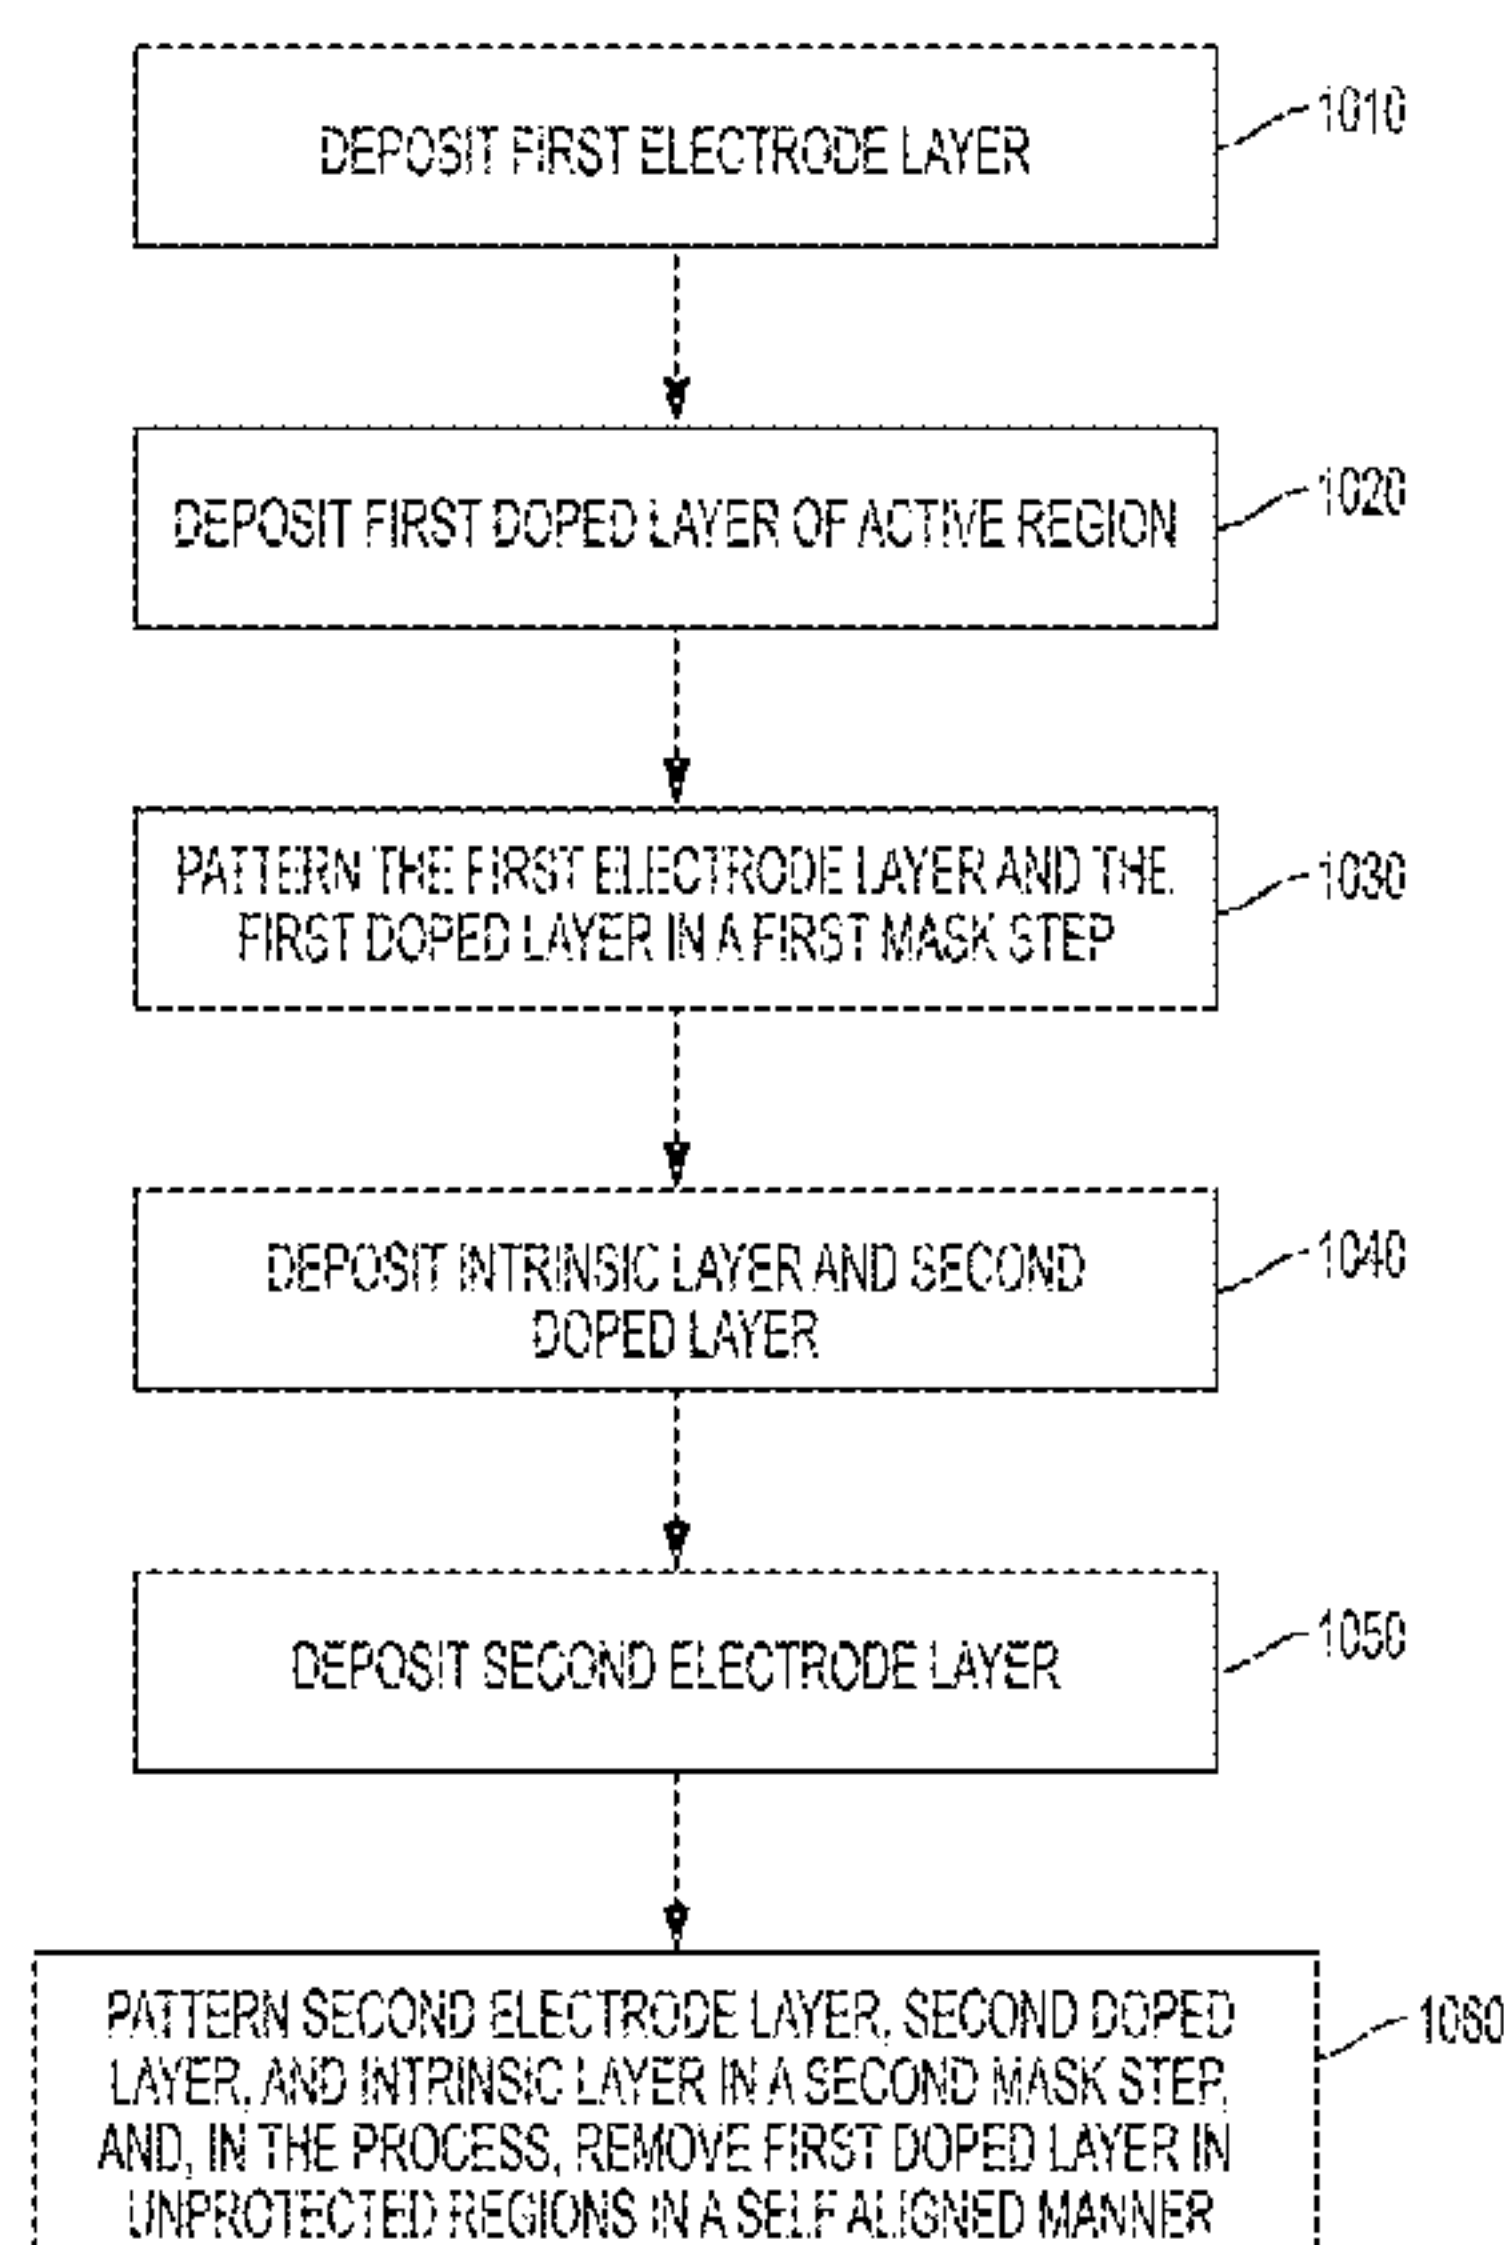 DEPOSIT FIRST ELECTRODE LAYER
1010
DEPOSIT FIRST DOPED LAYER OF ACTIVE REGION
1020
PATTERN THE FIRST ELECTRODE LAYER AND THE
FIRST DOPED LAYER IN A FIRST MASK STEP
1030
DEPOSIT INTRINSIC LAYER AND SECOND
DOPED LAYER
1040
DEPOSIT SECOND ELECTRODE LAYER
1050
PATTERN SECOND ELECTRODE LAYER, SECOND DOPED
LAYER, AND INTRINSIC LAYER IN A SECOND MASK STEP,
AND, IN THE PROCESS, REMOVE FIRST DOPED LAYER IN
UNPROTECTED REGIONS IN A SELF ALIGNED MANNER
1060